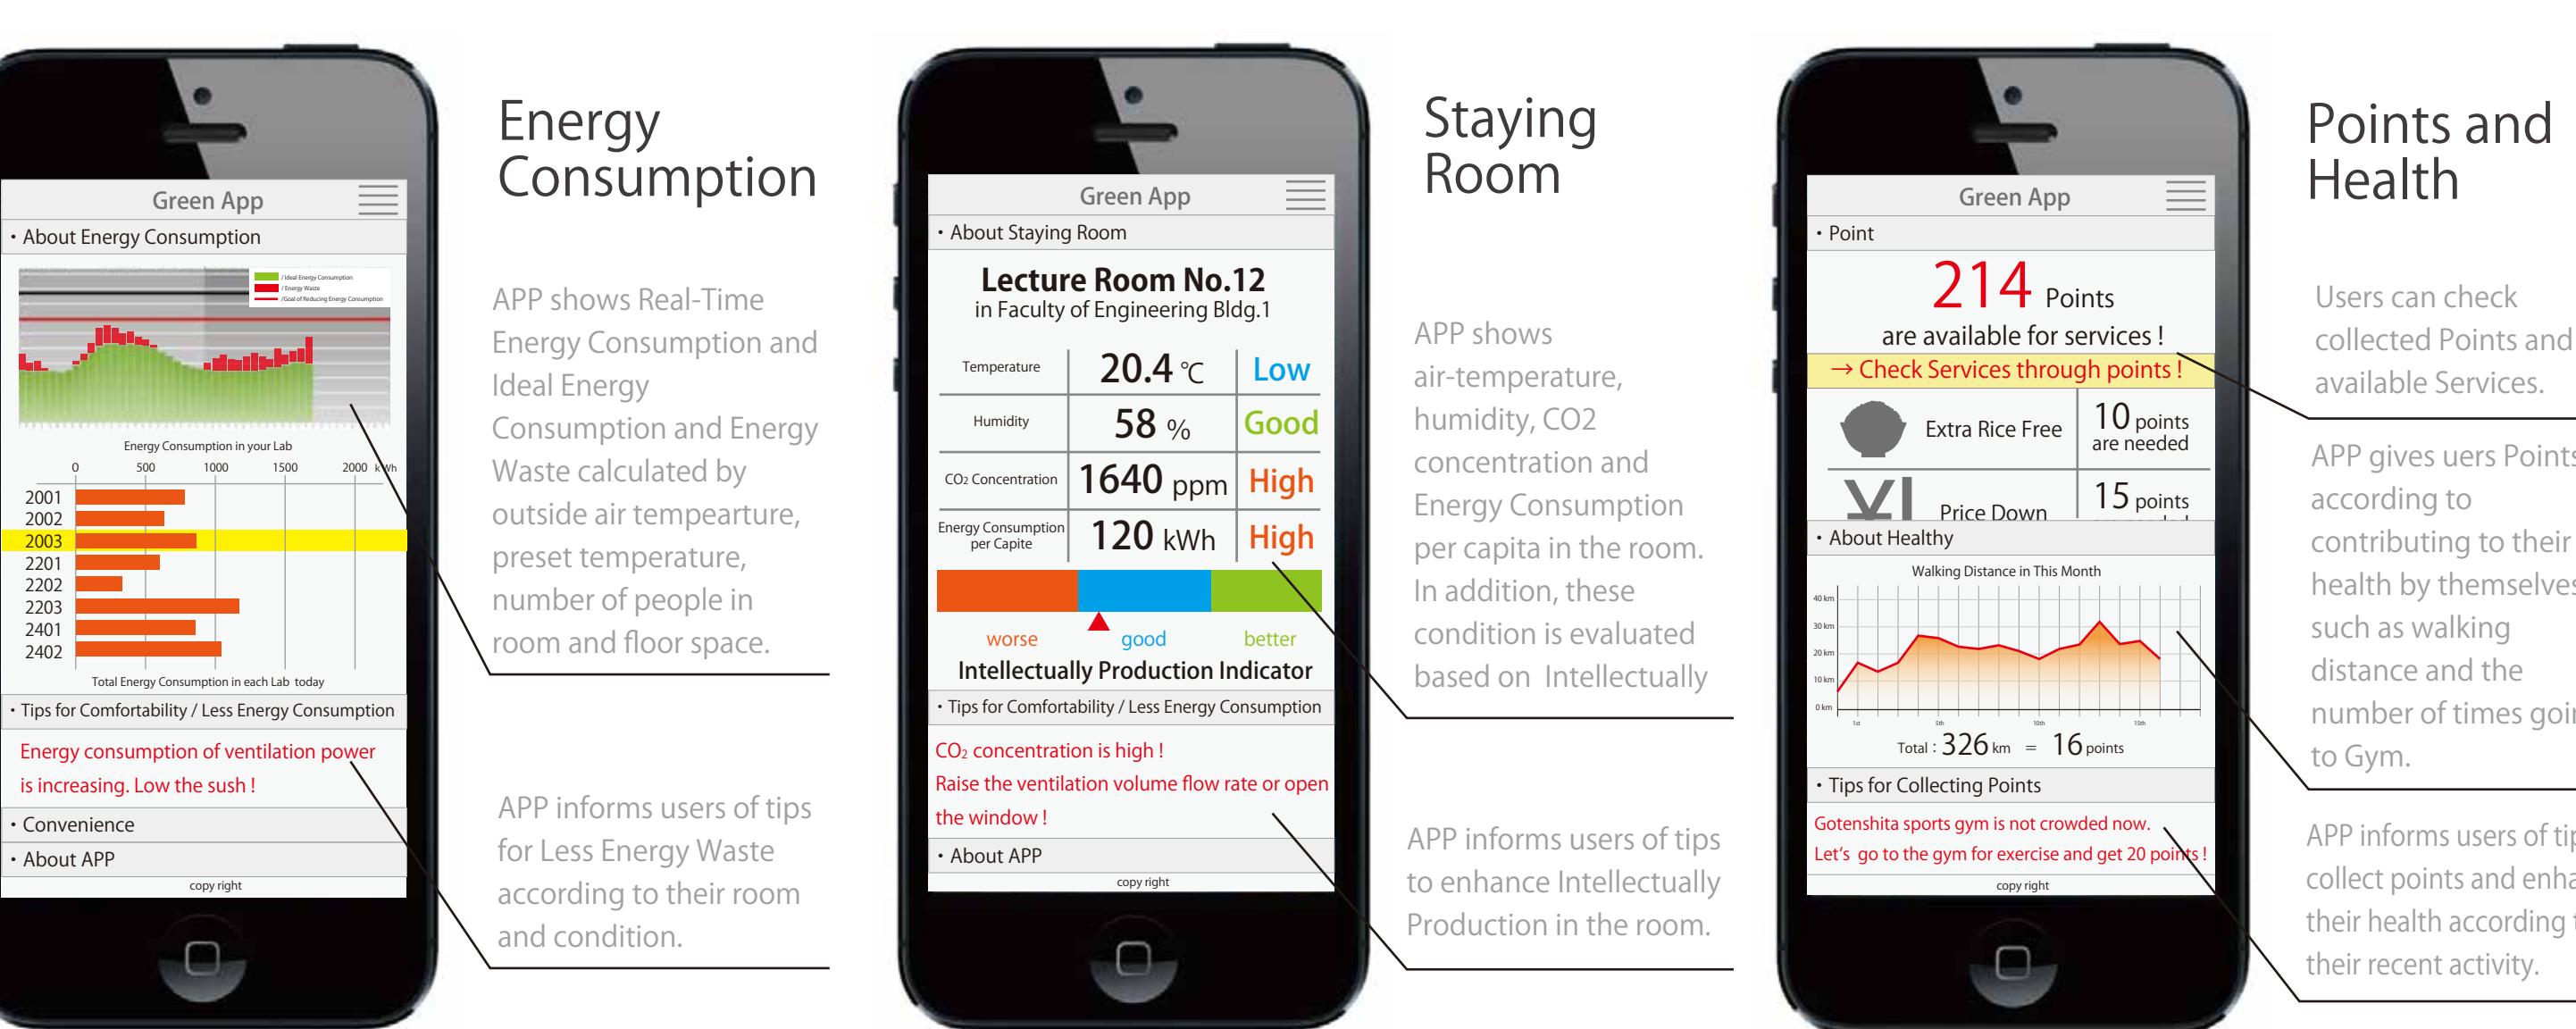 Green App
・About Energy Consumption
/ Ideal Energy Consumption
/ Energy Waste
/Goal of Reducing Energy Consumption
Energy Consumption in your Lab
0 500 1000 1500 2000 kWh
2001
2002
2003
2201
2202
2203
2401
2402
Total Energy Consumption in each Lab today
・Tips for Comfortability / Less Energy Consumption
Energy consumption of ventilation power
is increasing. Low the sush !
・Convenience
・About APP
copy right
Energy
Consumption
APP shows Real-Time
Energy Consumption and
Ideal Energy
Consumption and Energy
Waste calculated by
outside air tempearture,
preset temperature,
number of people in
room and floor space.
APP informs users of tips
for Less Energy Waste
according to their room
and condition.
Green App
・About Staying Room
Lecture Room No.12
in Faculty of Engineering Bldg.1
Temperature 20.4 ℃ Low
Humidity 58 % Good
CO2 Concentration 1640 ppm High
Energy Consumption
per Capite 120 kWh High
worse good better
Intellectually Production Indicator
・Tips for Comfortability / Less Energy Consumption
CO2 concentration is high !
Raise the ventilation volume flow rate or open
the window !
・About APP
copy right
Staying
Room
APP shows
air-temperature,
humidity, CO2
concentration and
Energy Consumption
per capita in the room.
In addition, these
condition is evaluated
based on Intellectually
APP informs users of tips
to enhance Intellectually
Production in the room.
Green App
・Point
214 Points
are available for services !
→ Check Services through points !
Extra Rice Free 10 points
are needed
Price Down 15 points
・About Healthy
Walking Distance in This Month
40 km
30 km
20 km
10 km
0 km
1st 5th 10th 15th
Total : 326 km = 16 points
・Tips for Collecting Points
Gotenshita sports gym is not crowded now.
Let's go to the gym for exercise and get 20 points !
copy right
Points and
Health
Users can check
collected Points and
available Services.
APP gives uers Points
according to
contributing to their
health by themselves
such as walking
distance and the
number of times goin
to Gym.
APP informs users of tip
collect points and enha
their health according t
their recent activity.